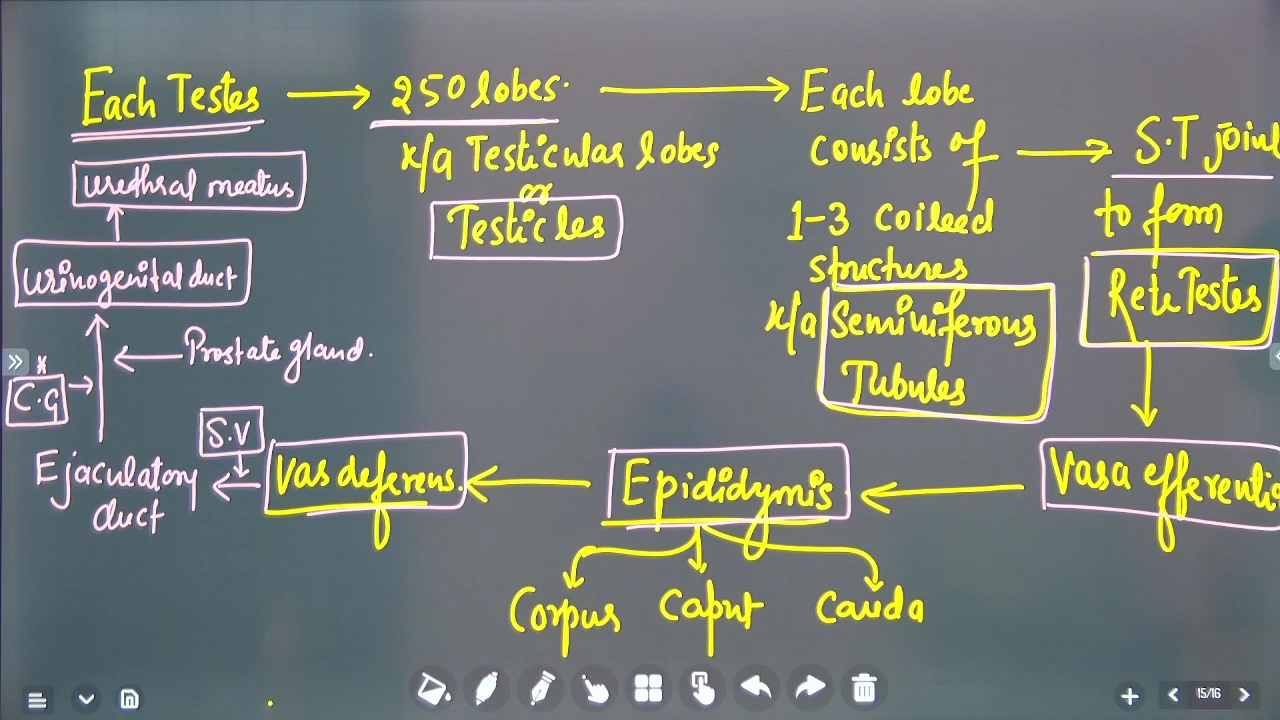 Each Testes → 250 lobes. → Each lobe
x/a Testicular lobes
or
Testicles
consists of → S.T joint
1-3 coileed
structures
x/a Seminiferous
Tubules
to form
Rete Testes
Vasa efferentia
Epididymis
Corpus Caput Cauda
Vas deferens.
S.V
Ejaculatory
duct
C.G
*
Prostate gland.
Urinogenital duct
Urethral meatus
15/16